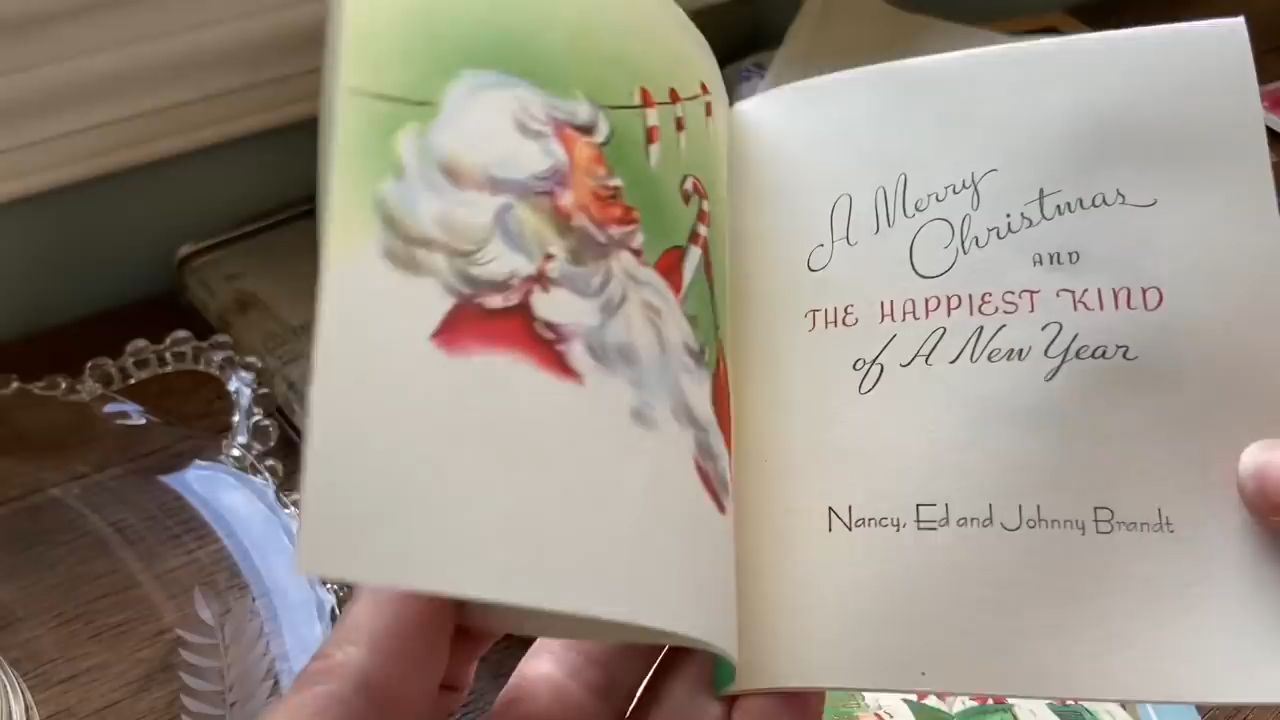 A Merry
Christmas
AND
THE HAPPIEST KIND
of A New Year
Nancy, Ed and Johnny Brandt